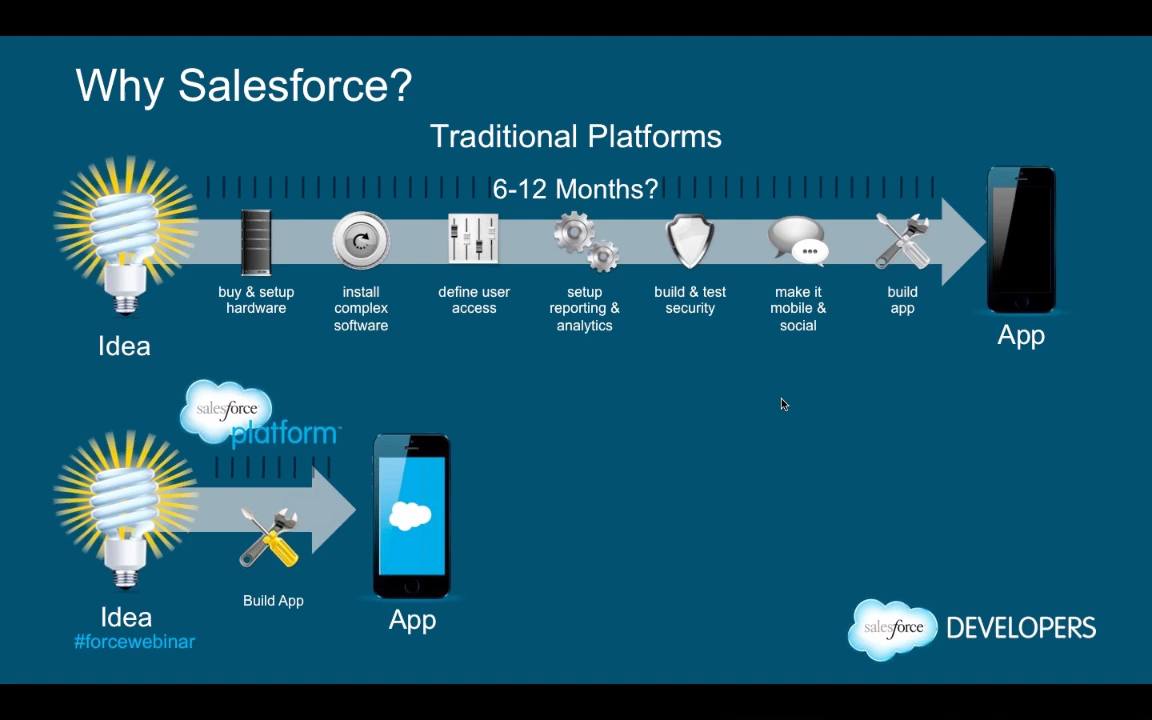 Why Salesforce?
Traditional Platforms
6-12 Months?
buy & setup
hardware
install
complex
software
define user
access
setup
reporting &
analytics
build & test
security
make it
mobile &
social
build
app
Idea
App
salesforce
platform™
Build App
Idea
#forcewebinar
App
salesforce DEVELOPERS